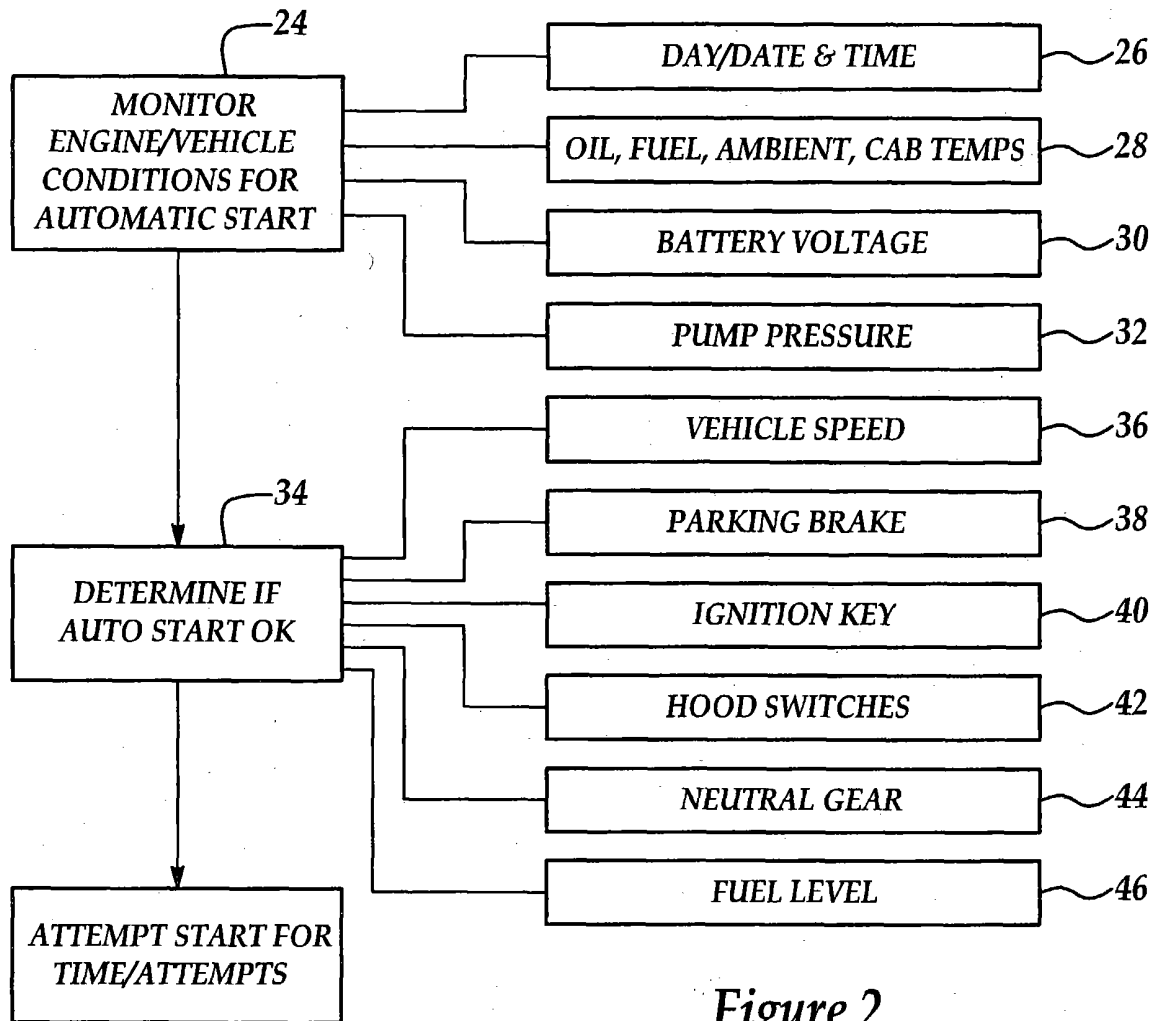 24
MONITOR
ENGINE/VEHICLE
CONDITIONS FOR
AUTOMATIC START
DAY/DATE & TIME
26
OIL, FUEL, AMBIENT, CAB TEMPS
28
BATTERY VOLTAGE
30
PUMP PRESSURE
32
34
DETERMINE IF
AUTO START OK
VEHICLE SPEED
36
PARKING BRAKE
38
IGNITION KEY
40
HOOD SWITCHES
42
NEUTRAL GEAR
44
FUEL LEVEL
46
ATTEMPT START FOR
TIME/ATTEMPTS
Figure 2